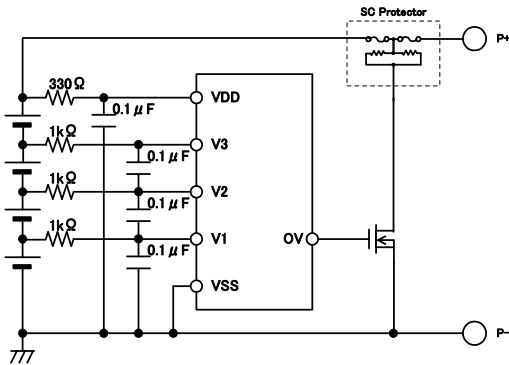 SC Protector
P+
330Ω
VDD
0.1μF
1kΩ
V3
0.1μF
1kΩ
V2
0.1μF
1kΩ
V1
OV
0.1μF
VSS
P-